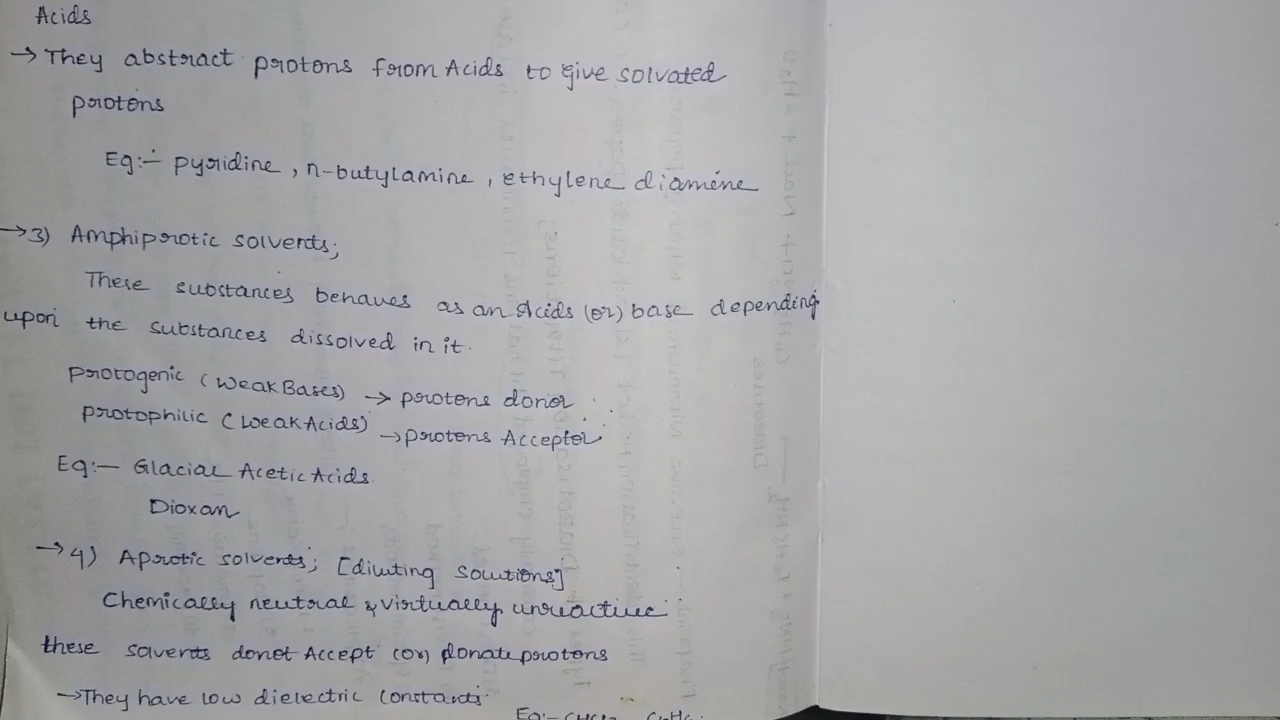 Acids
→ They abstract protons from Acids to give solvated
protons
Eg:- pyridine, n-butylamine, ethylene diamine
→ 3) Amphiprotic solvents;
These substances behaves as an Acids (or) base depending
upon the substances dissolved in it.
protogenic (Weak Bases) → protons donor
protophilic (Weak Acids) → protons Acceptor
Eg:- Glacial Acetic Acids
Dioxan
→ 4) Aprotic solvents; [diluting solutions]
Chemically neutral & virtually unreactive
these solvents donot Accept (or) donate protons
→ They have low dielectric constants
Eg:-